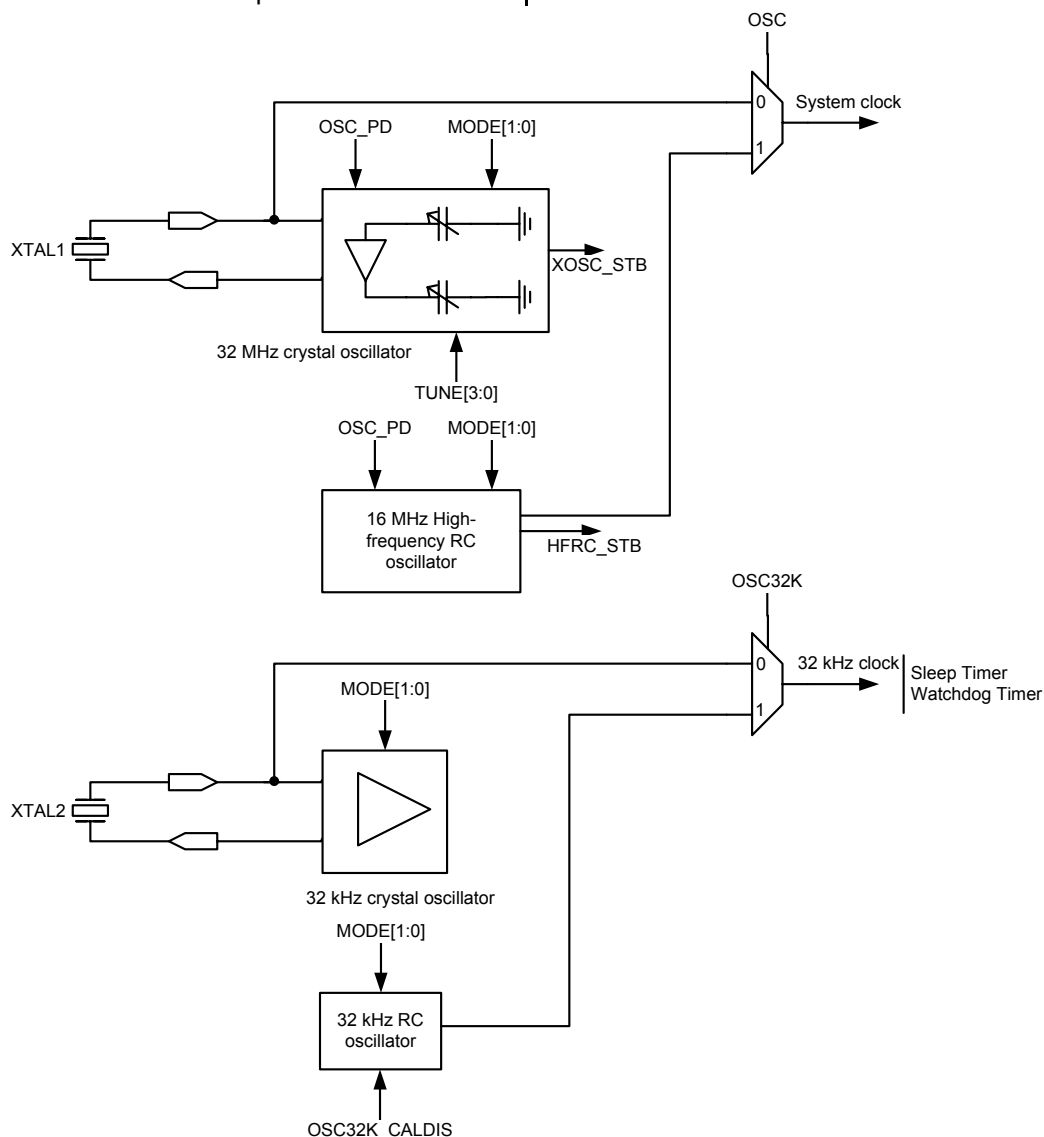 OSC
0
System clock
OSC_PD
MODE[1:0]
1
XTAL1
XOSC_STB
32 MHz crystal oscillator
TUNE[3:0]
OSC_PD
MODE[1:0]
16 MHz High-
frequency RC
oscillator
HFRC_STB
OSC32K
0
32 kHz clock
Sleep Timer
Watchdog Timer
MODE[1:0]
1
XTAL2
32 kHz crystal oscillator
MODE[1:0]
32 kHz RC
oscillator
OSC32K_CALDIS